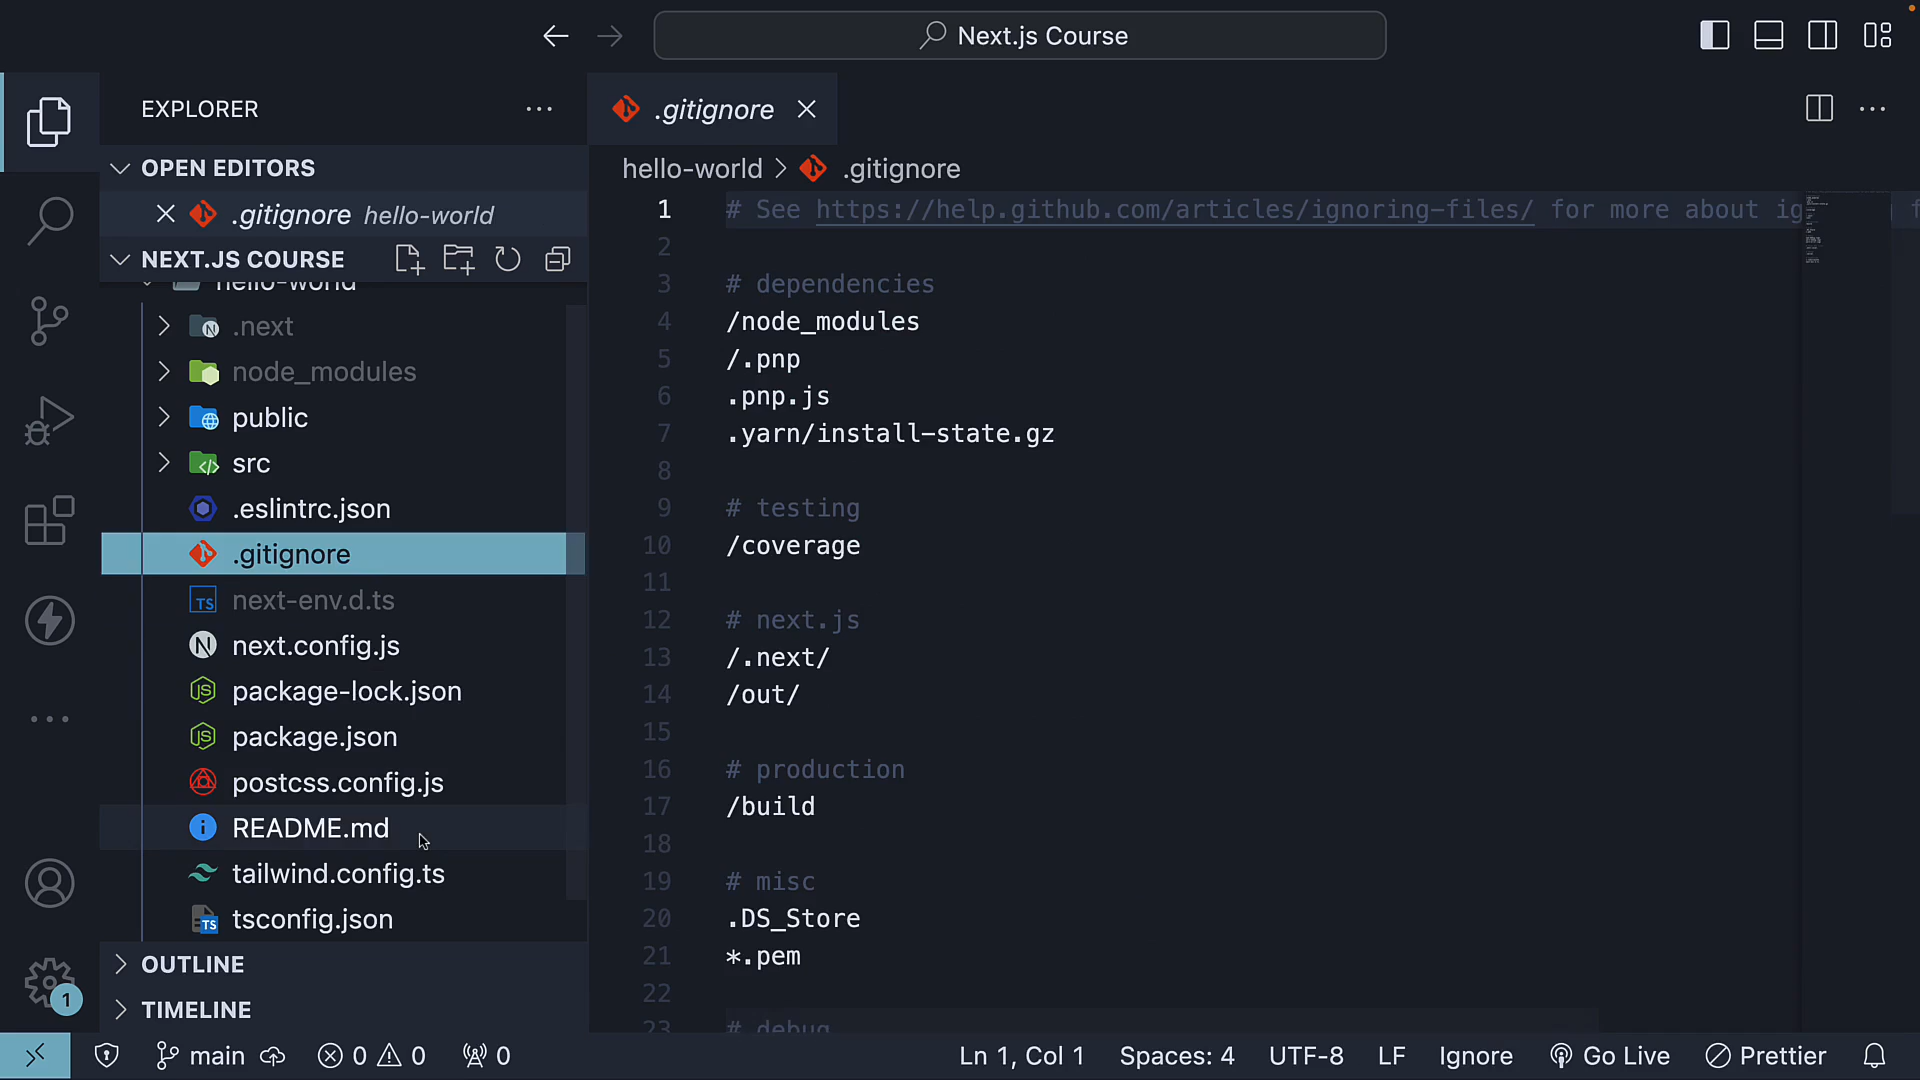 Next.js Course
EXPLORER
OPEN EDITORS
.gitignore hello-world
NEXT.JS COURSE
hello-world
.next
node_modules
public
src
.eslintrc.json
.gitignore
next-env.d.ts
next.config.js
package-lock.json
package.json
postcss.config.js
README.md
tailwind.config.ts
tsconfig.json
OUTLINE
TIMELINE
1
.gitignore
hello-world > .gitignore
1 # See https://help.github.com/articles/ignoring-files/ for more about ig
2
3 # dependencies
4 /node_modules
5 /.pnp
6 .pnp.js
7 .yarn/install-state.gz
8
9 # testing
10 /coverage
11
12 # next.js
13 /.next/
14 /out/
15
16 # production
17 /build
18
19 # misc
20 .DS_Store
21 *.pem
22
23 # debug
main 0 0 0
Ln 1, Col 1 Spaces: 4 UTF-8 LF Ignore Go Live Prettier